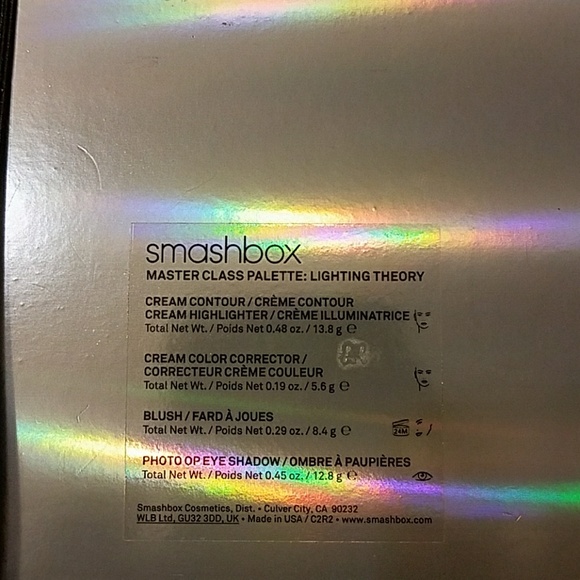 smashbox
MASTER CLASS PALETTE: LIGHTING THEORY
CREAM CONTOUR / CRÈME CONTOUR
CREAM HIGHLIGHTER / CRÈME ILLUMINATRICE
Total Net Wt. / Poids Net 0.48 oz. / 13.8 g ℮
CREAM COLOR CORRECTOR /
CORRECTEUR CRÈME COULEUR
Total Net Wt. / Poids Net 0.19 oz. / 5.6 g ℮
BLUSH / FARD À JOUES
Total Net Wt. / Poids Net 0.29 oz. / 8.4 g ℮
24M
PHOTO OP EYE SHADOW / OMBRE À PAUPIÈRES
Total Net Wt. / Poids Net 0.45 oz. / 12.8 g ℮
Smashbox Cosmetics, Dist. • Culver City, CA 90232
WLB Ltd, GU32 3DD, UK • Made in USA / C2R2 • www.smashbox.com